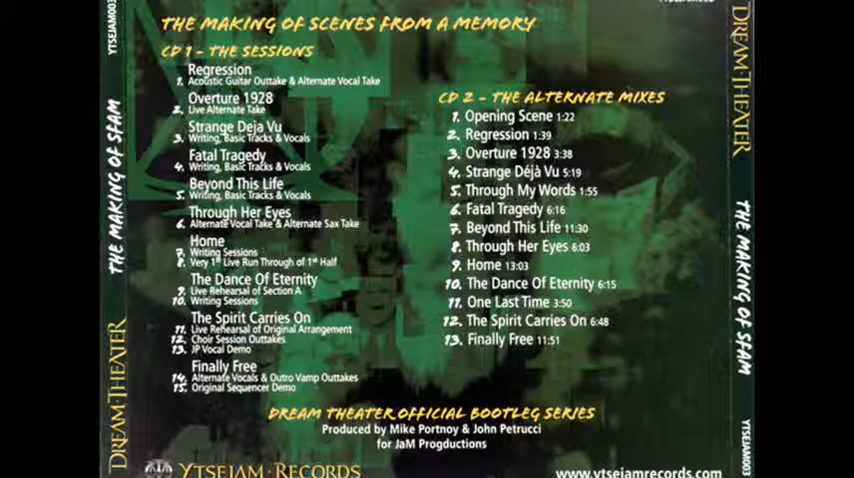 THE MAKING OF SCENES FROM A MEMORY
CD 1 - THE SESSIONS
Regression
1. Acoustic Guitar Outtake & Alternate Vocal Take
Overture 1928
2. Live Alternate Take
Strange Deja Vu
3. Writing, Basic Tracks & Vocals
Fatal Tragedy
4. Writing, Basic Tracks & Vocals
Beyond This Life
5. Writing, Basic Tracks & Vocals
Through Her Eyes
6. Alternate Vocal Take & Alternate Sax Take
Home
7. Writing Sessions
8. Very 1st Live Run Through of 1st Half
The Dance Of Eternity
9. Live Rehearsal of Section A
10. Writing Sessions
The Spirit Carries On
11. Live Rehearsal of Original Arrangement
12. Choir Session Outtakes
13. JP Vocal Demo
Finally Free
14. Alternate Vocals & Outro Vamp Outtakes
15. Original Sequencer Demo
CD 2 - THE ALTERNATE MIXES
1. Opening Scene 1:22
2. Regression 1:39
3. Overture 1928 3:38
4. Strange Déjà Vu 5:19
5. Through My Words 1:55
6. Fatal Tragedy 6:16
7. Beyond This Life 11:30
8. Through Her Eyes 6:03
9. Home 13:03
10. The Dance Of Eternity 6:15
11. One Last Time 3:50
12. The Spirit Carries On 6:48
13. Finally Free 11:51
DREAM THEATER OFFICIAL BOOTLEG SERIES
Produced by Mike Portnoy & John Petrucci
for JaM Progductions
YTSEJAM RECORDS
www.ytsejamrecords.com
YTSEJAM003
THE MAKING OF SFAM
DREAM THEATER
DREAM THEATER
THE MAKING OF SFAM
YTSEJAM003